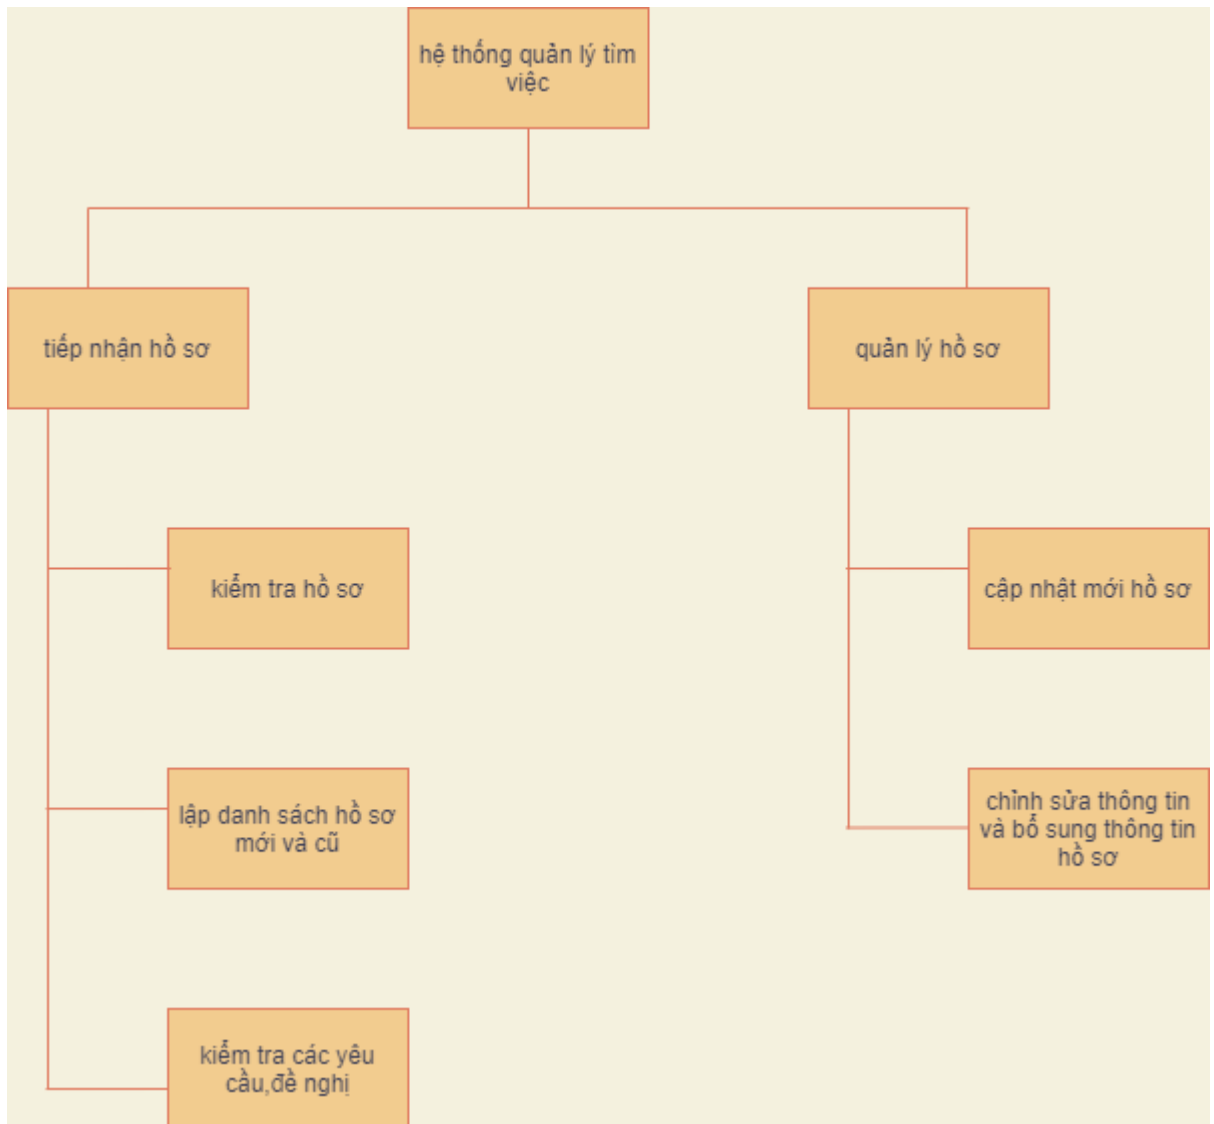 hệ thống quản lý tìm
việc
tiếp nhận hồ sơ
quản lý hồ sơ
kiểm tra hồ sơ
cập nhật mới hồ sơ
lập danh sách hồ sơ
mới và cũ
chỉnh sửa thông tin
và bổ sung thông tin
hồ sơ
kiểm tra các yêu
cầu,đề nghị